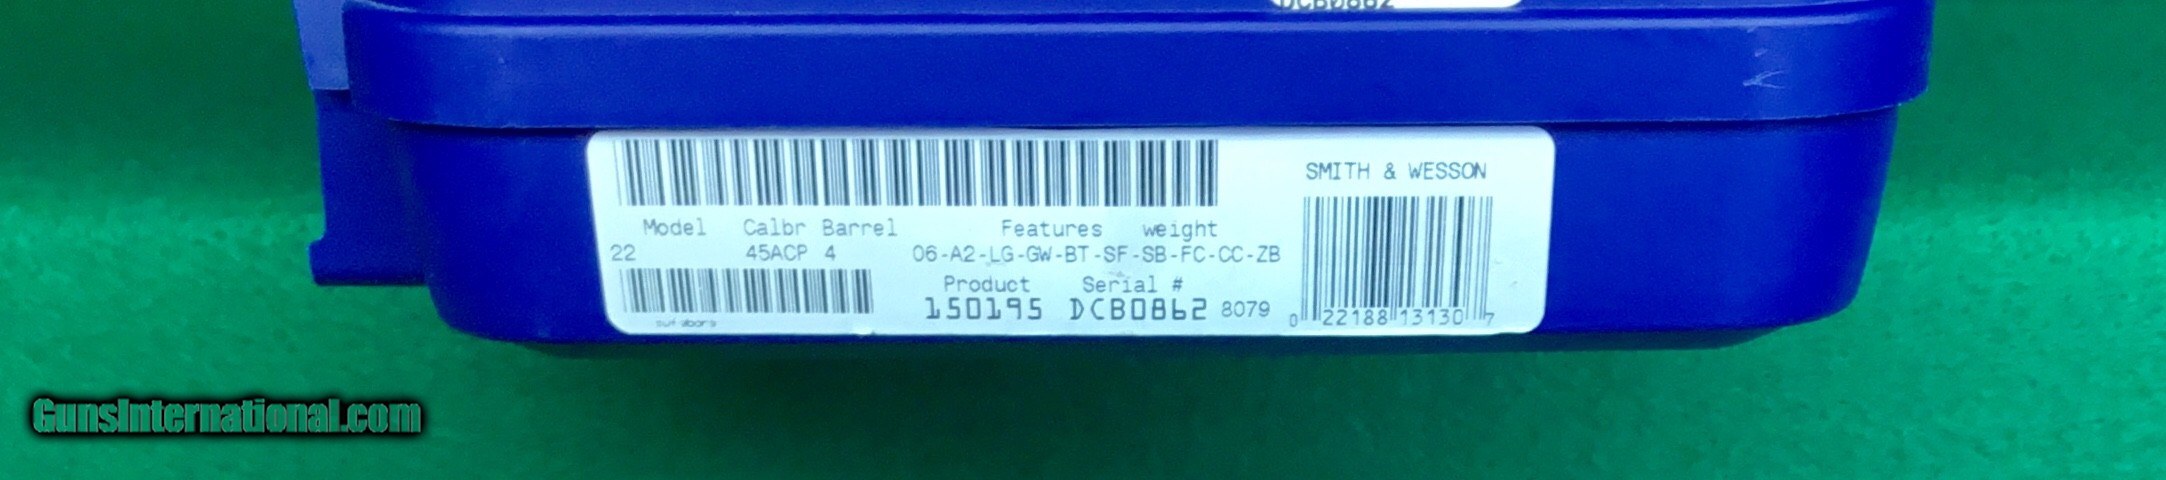 DCB0862
SMITH & WESSON
Model Calbr Barrel Features weight
22 45ACP 4 06-A2-LG-GW-BT-SF-SB-FC-CC-ZB
Product Serial #
150195 DCB0862 8079
0 22188 13130 7
GunsInternational.com